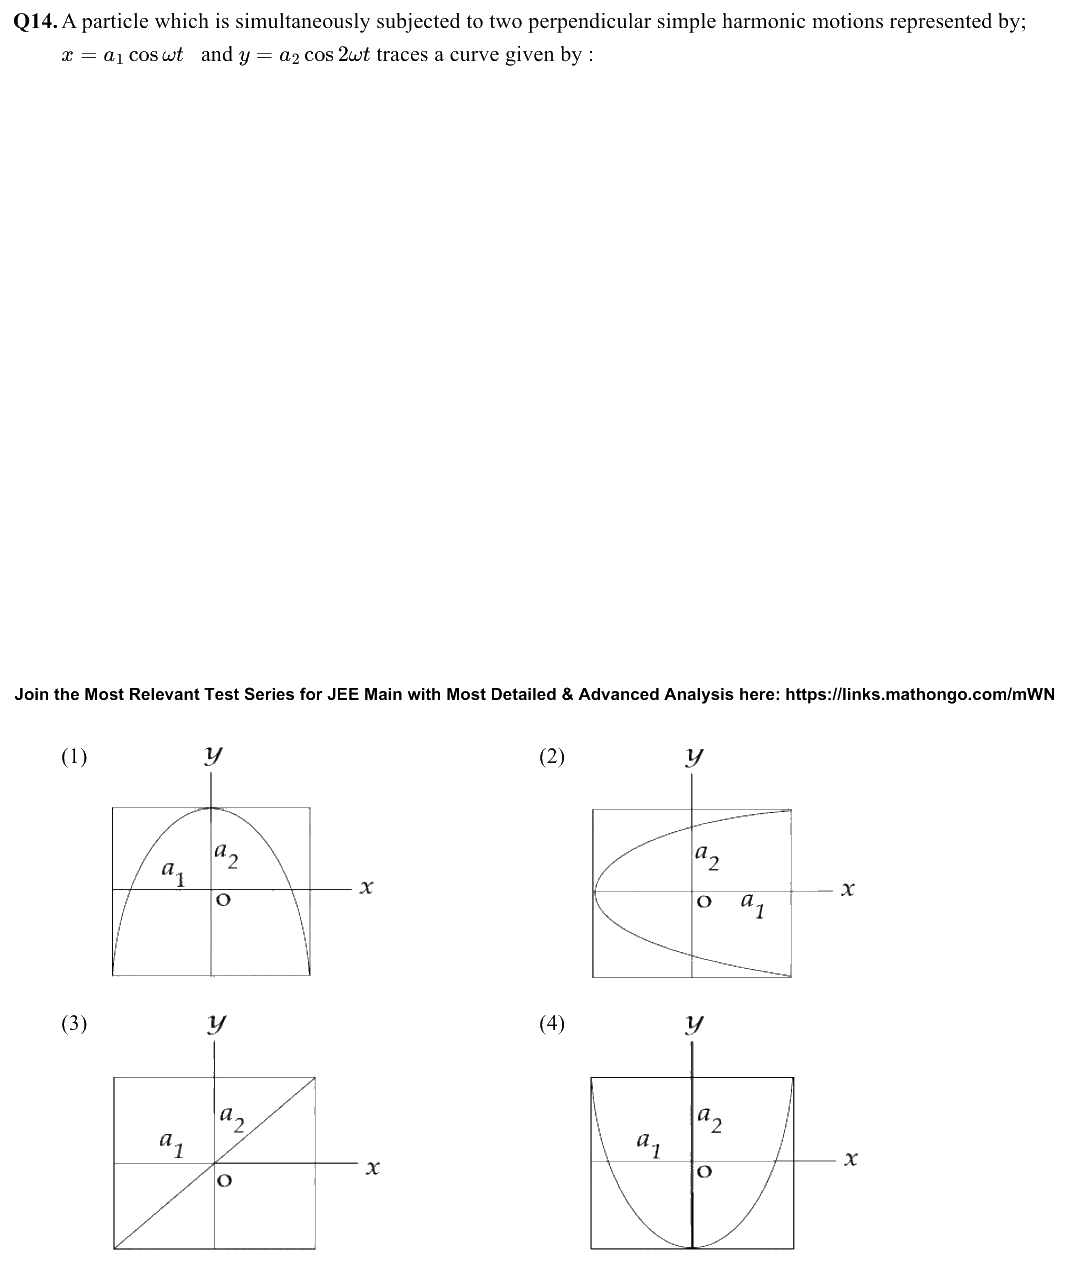 Q14. A particle which is simultaneously subjected to two perpendicular simple harmonic motions represented by;
x = a₁ cos ωt and y = a₂ cos 2ωt traces a curve given by :
Join the Most Relevant Test Series for JEE Main with Most Detailed & Advanced Analysis here: https://links.mathongo.com/mWN
(1) y (2) y
a₂ a₂
a₁
x x
o o a₁
(3) y (4) y
a₂ a₂
a₁ a₁
x x
o o